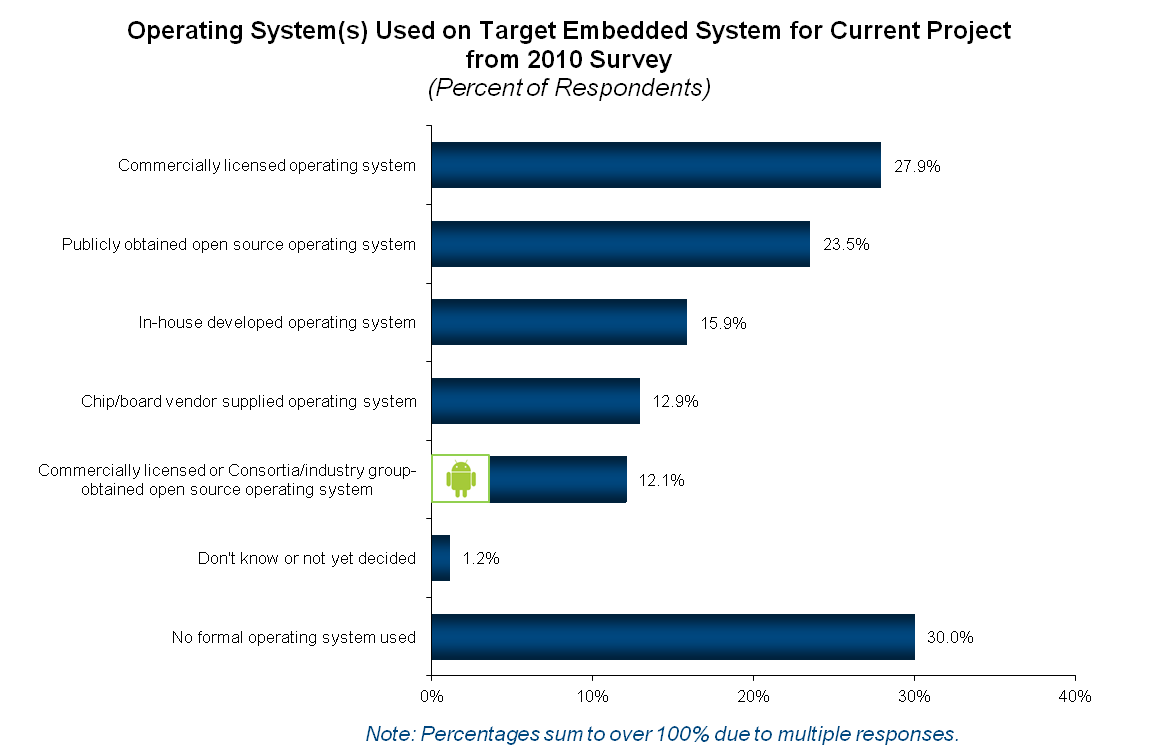 Operating System(s) Used on Target Embedded System for Current Project
from 2010 Survey
(Percent of Respondents)
Commercially licensed operating system
27.9%
Publicly obtained open source operating system
23.5%
In-house developed operating system
15.9%
Chip/board vendor supplied operating system
12.9%
Commercially licensed or Consortia/industry group-
obtained open source operating system
12.1%
Don't know or not yet decided
1.2%
No formal operating system used
30.0%
0%
10%
20%
30%
40%
Note: Percentages sum to over 100% due to multiple responses.